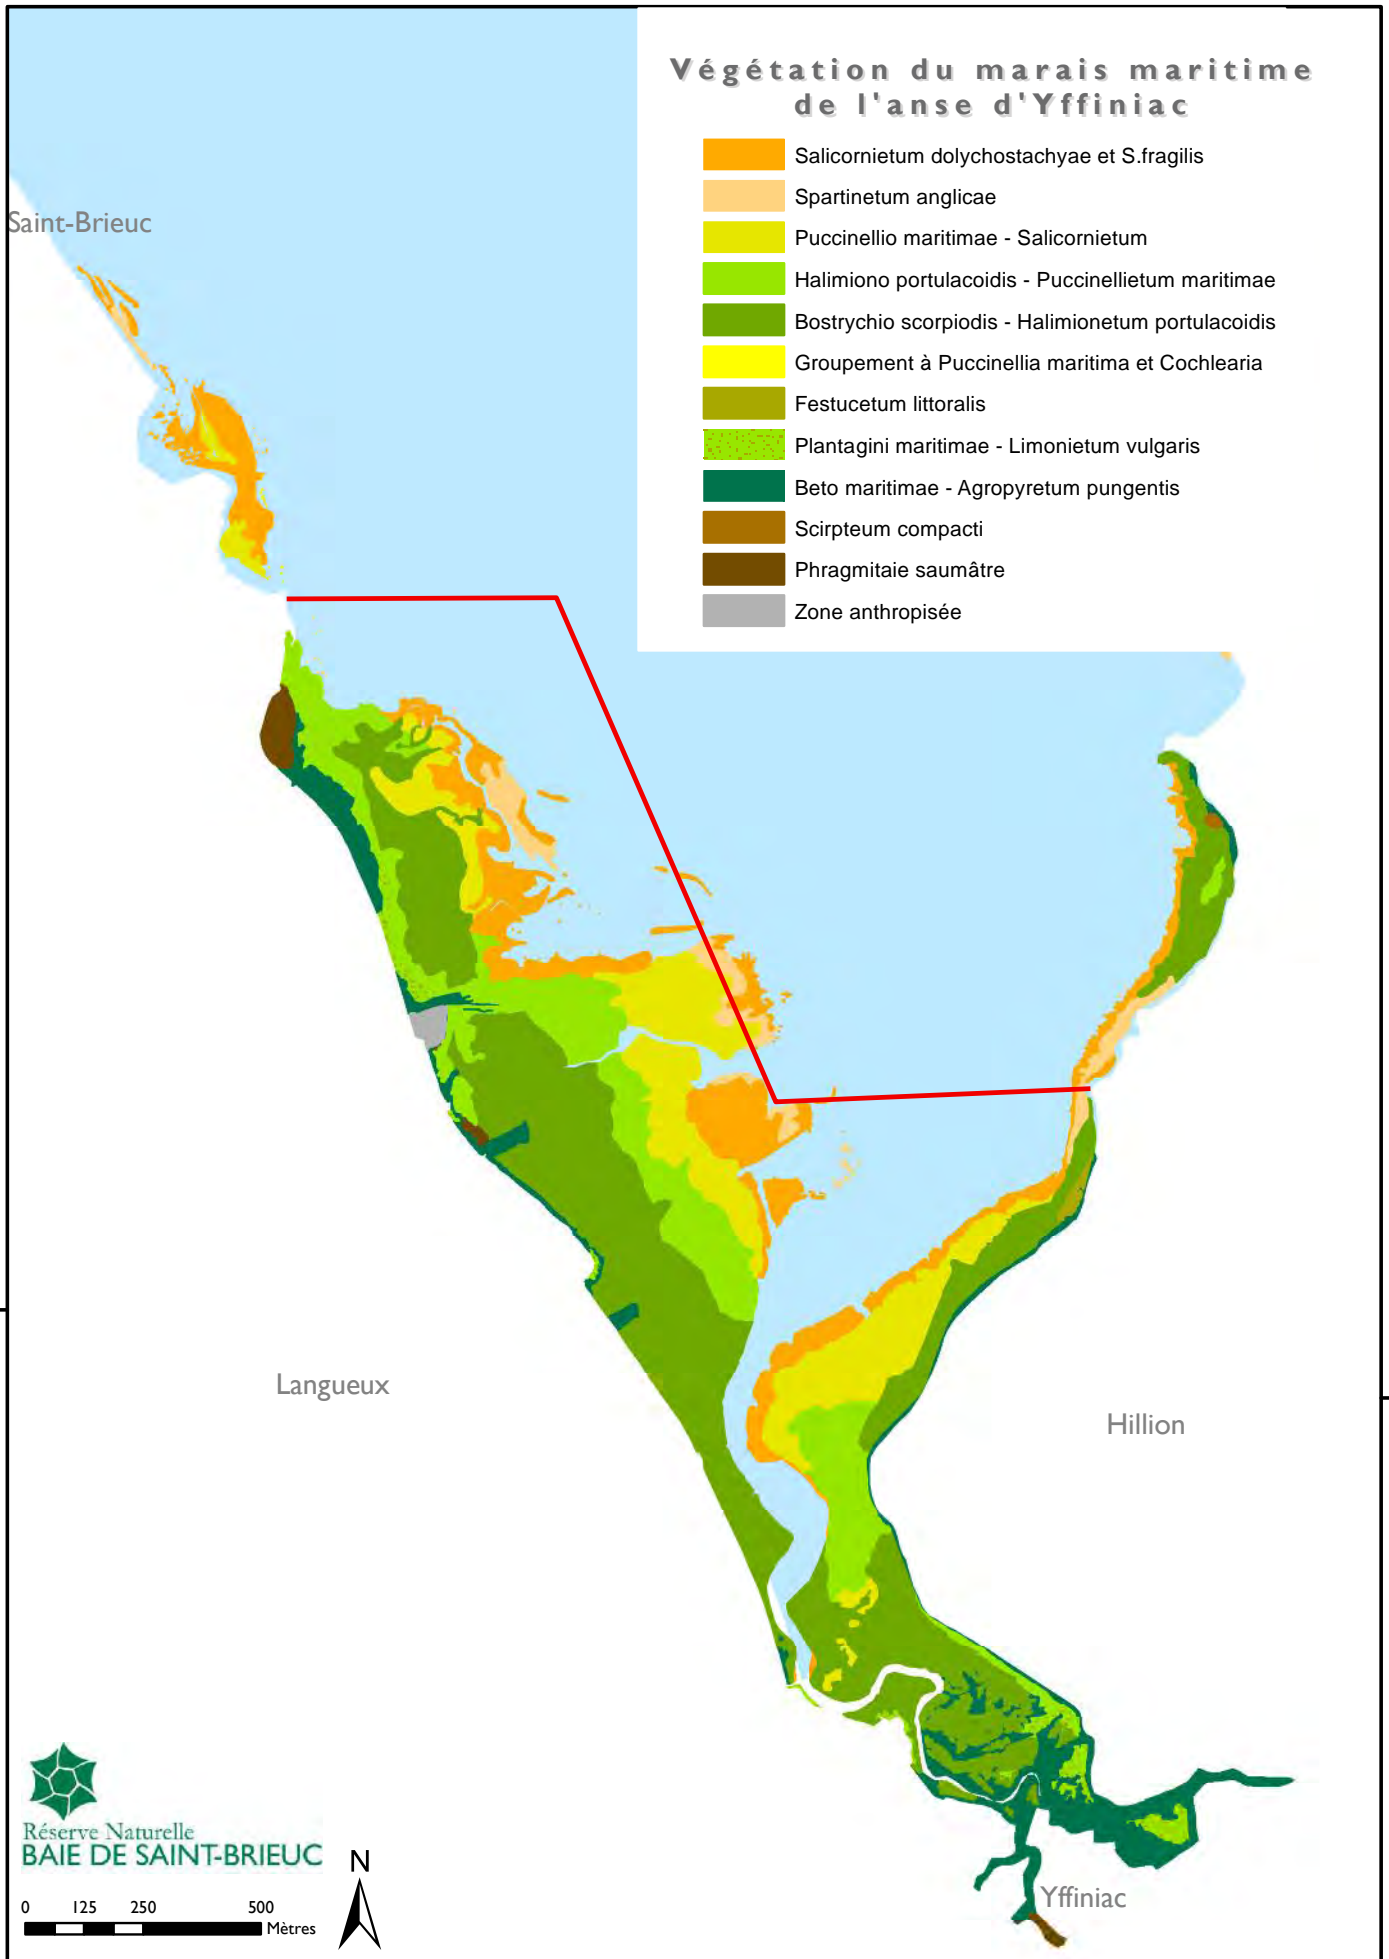 Végétation du marais maritime
de l'anse d'Yffiniac
Salicornietum dolychostachyae et S.fragilis
Spartinetum anglicae
Puccinellio maritimae - Salicornietum
Halimiono portulacoidis - Puccinellietum maritimae
Bostrychio scorpiodis - Halimionetum portulacoidis
Groupement à Puccinellia maritima et Cochlearia
Festucetum littoralis
Plantagini maritimae - Limonietum vulgaris
Beto maritimae - Agropyretum pungentis
Scirpteum compacti
Phragmitaie saumâtre
Zone anthropisée
Saint-Brieuc
Langueux
Hillion
Yffiniac
Réserve Naturelle
BAIE DE SAINT-BRIEUC
N
0 125 250 500
Mètres